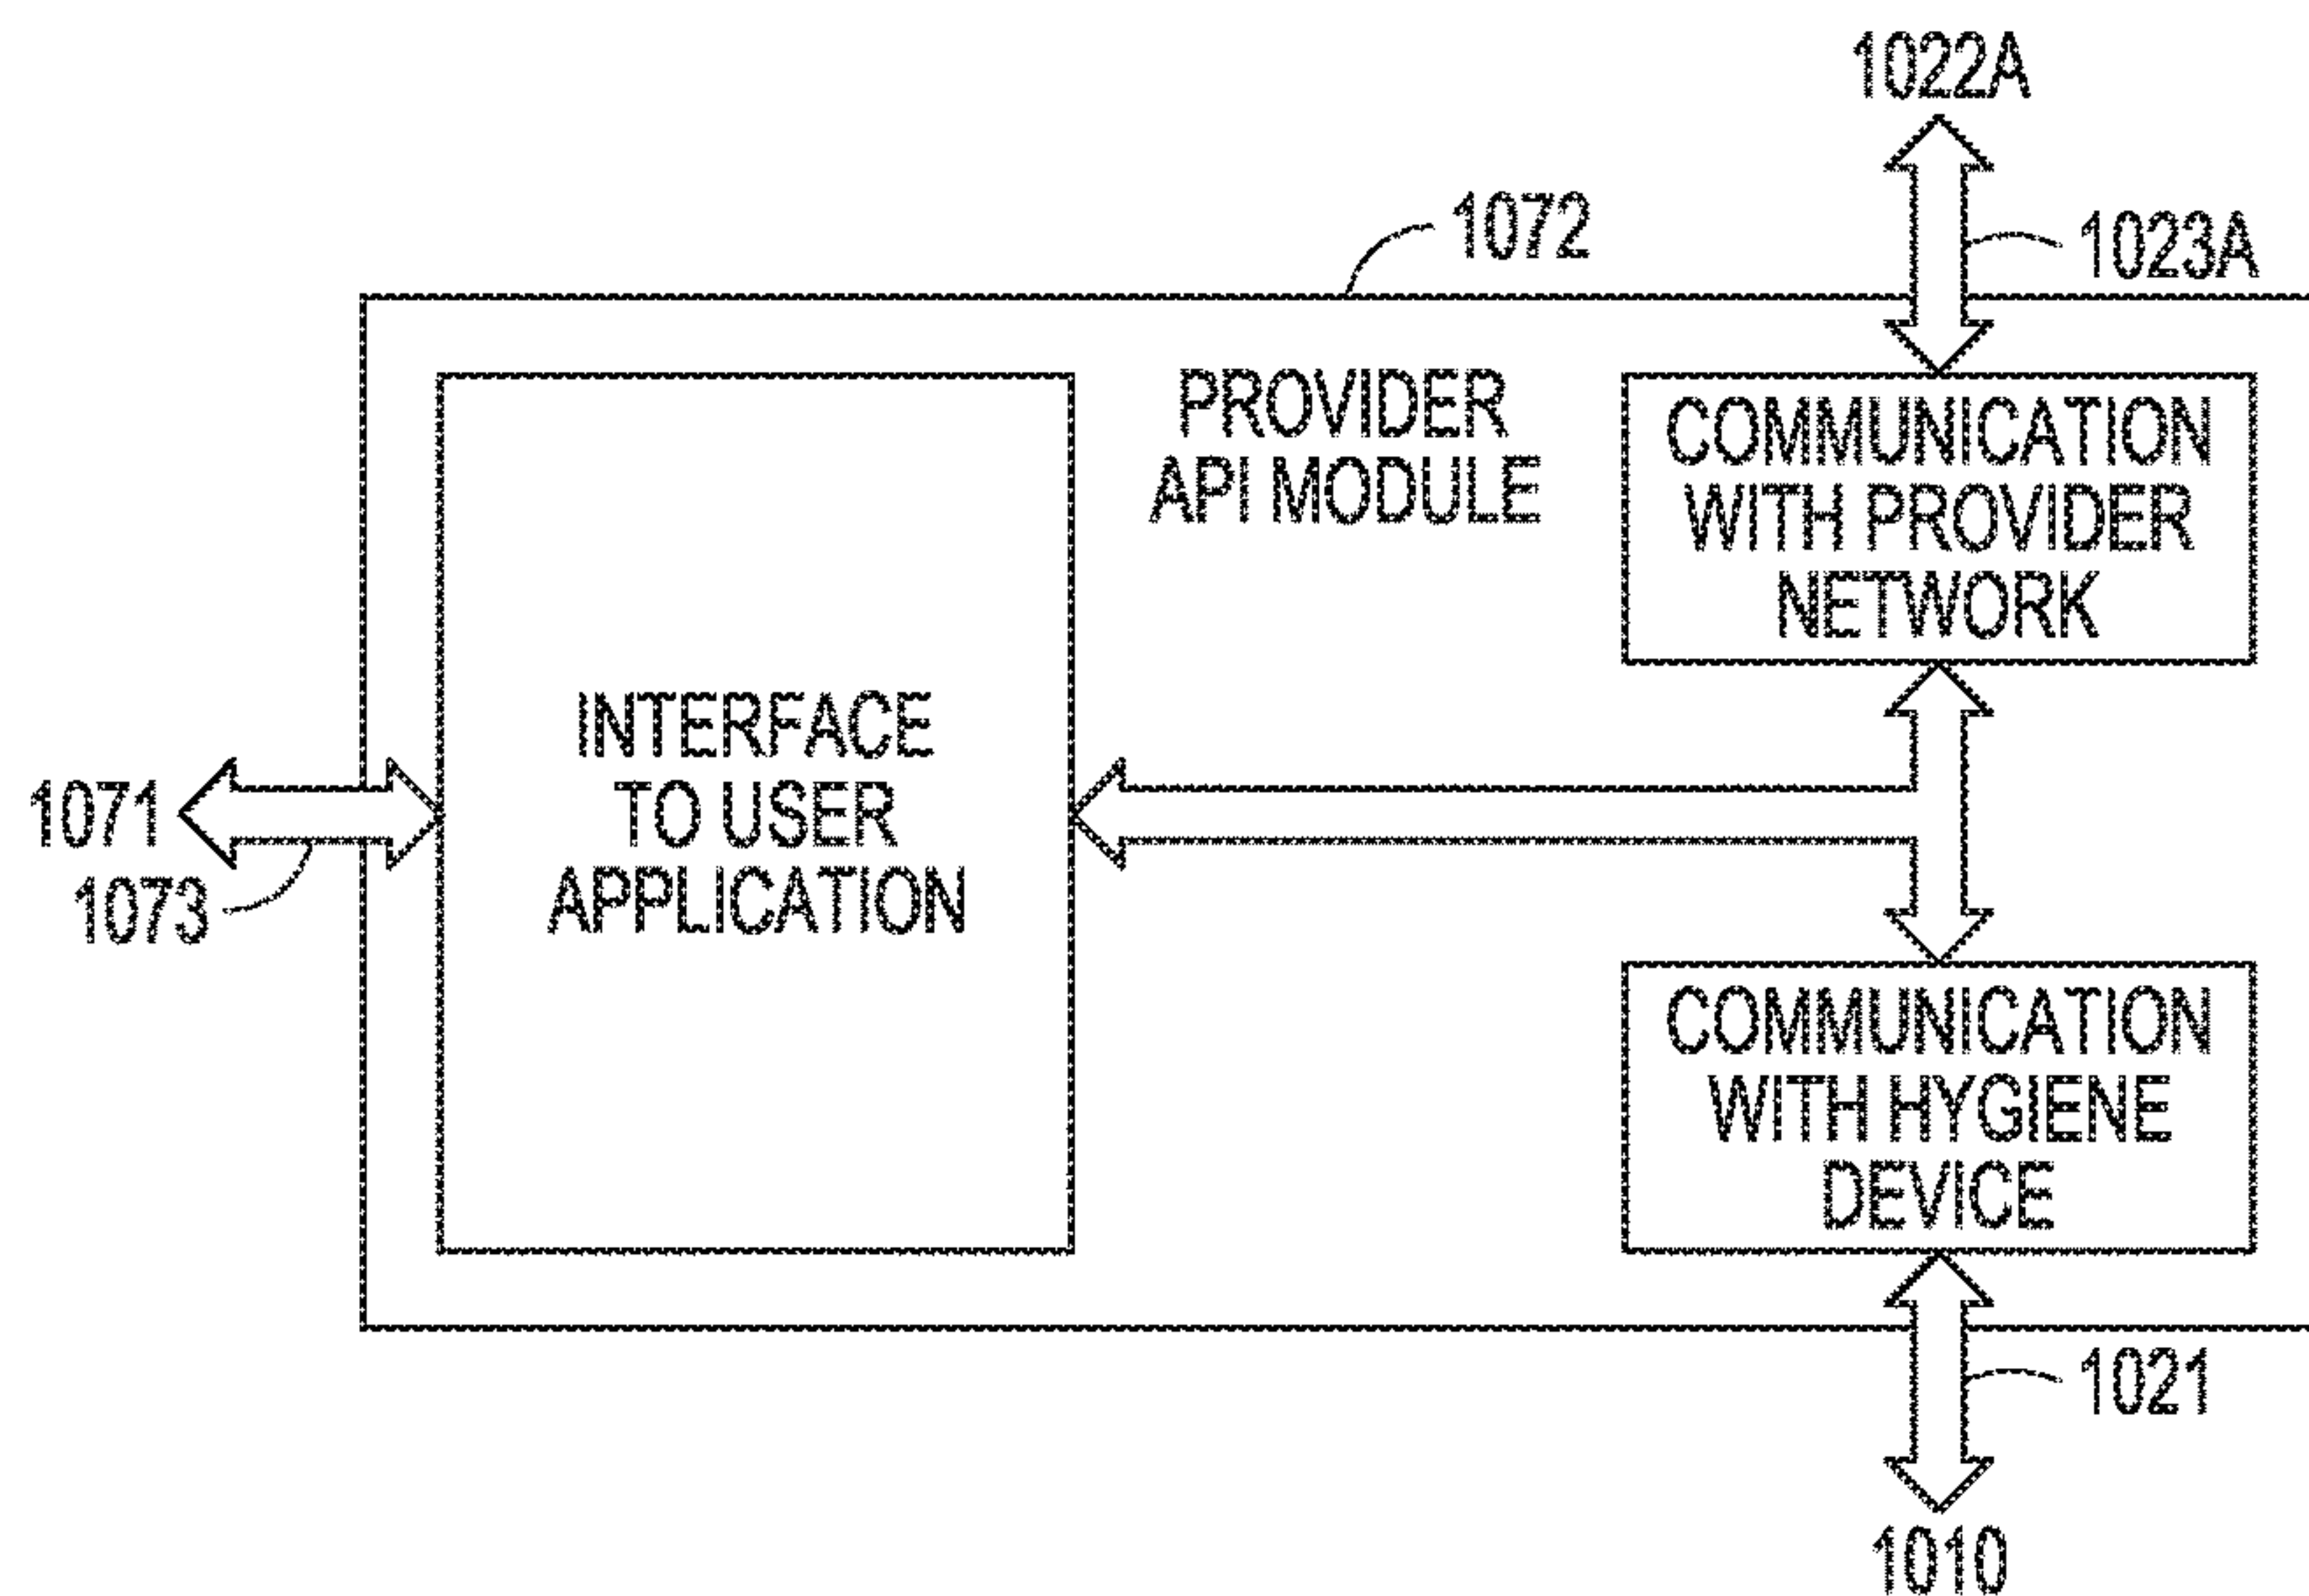 1022A
1072
1023A
PROVIDER
API MODULE
COMMUNICATION
WITH PROVIDER
NETWORK
INTERFACE
TO USER
APPLICATION
1071
1073
COMMUNICATION
WITH HYGIENE
DEVICE
1021
1010